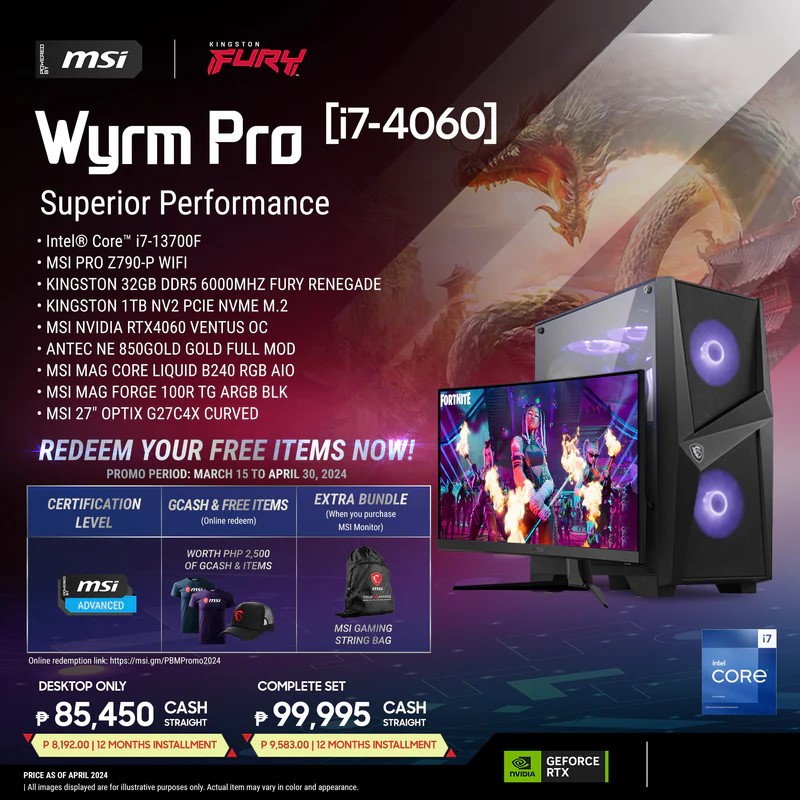 POWERED BY msi
KINGSTON FURY
Wyrm Pro [i7-4060]
Superior Performance
• Intel® Core™ i7-13700F
• MSI PRO Z790-P WIFI
• KINGSTON 32GB DDR5 6000MHZ FURY RENEGADE
• KINGSTON 1TB NV2 PCIE NVME M.2
• MSI NVIDIA RTX4060 VENTUS OC
• ANTEC NE 850GOLD GOLD FULL MOD
• MSI MAG CORE LIQUID B240 RGB AIO
• MSI MAG FORGE 100R TG ARGB BLK
• MSI 27" OPTIX G27C4X CURVED
FORTNITE
REDEEM YOUR FREE ITEMS NOW!
PROMO PERIOD: MARCH 15 TO APRIL 30, 2024
CERTIFICATION LEVEL
GCASH & FREE ITEMS
(Online redeem)
EXTRA BUNDLE
(When you purchase
MSI Monitor)
POWERED BY msi
ADVANCED
WORTH PHP 2,500
OF GCASH & ITEMS
msi
msi
MSI GAMING
STRING BAG
Online redemption link: https://msi.gm/PBMPromo2024
DESKTOP ONLY
₱ 85,450 CASH STRAIGHT
P 8,192.00 | 12 MONTHS INSTALLMENT
COMPLETE SET
₱ 99,995 CASH STRAIGHT
P 9,583.00 | 12 MONTHS INSTALLMENT
intel
CORE
i7
NVIDIA
GEFORCE
RTX
PRICE AS OF APRIL 2024
| All images displayed are for illustrative purposes only. Actual item may vary in color and appearance.